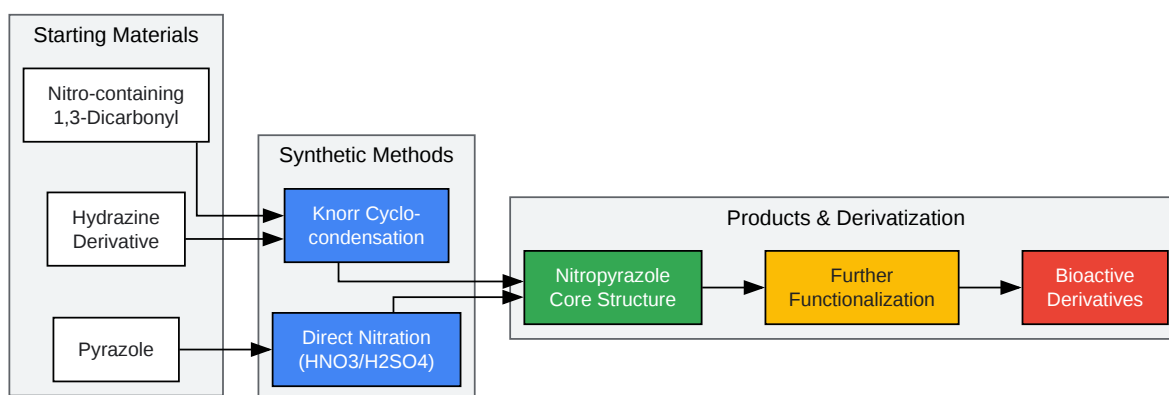 Starting Materials
Nitro-containing
1,3-Dicarbonyl
Hydrazine
Derivative
Pyrazole
Synthetic Methods
Knorr Cyclo-
condensation
Direct Nitration
(HNO3/H2SO4)
Products & Derivatization
Nitropyrazole
Core Structure
Further
Functionalization
Bioactive
Derivatives